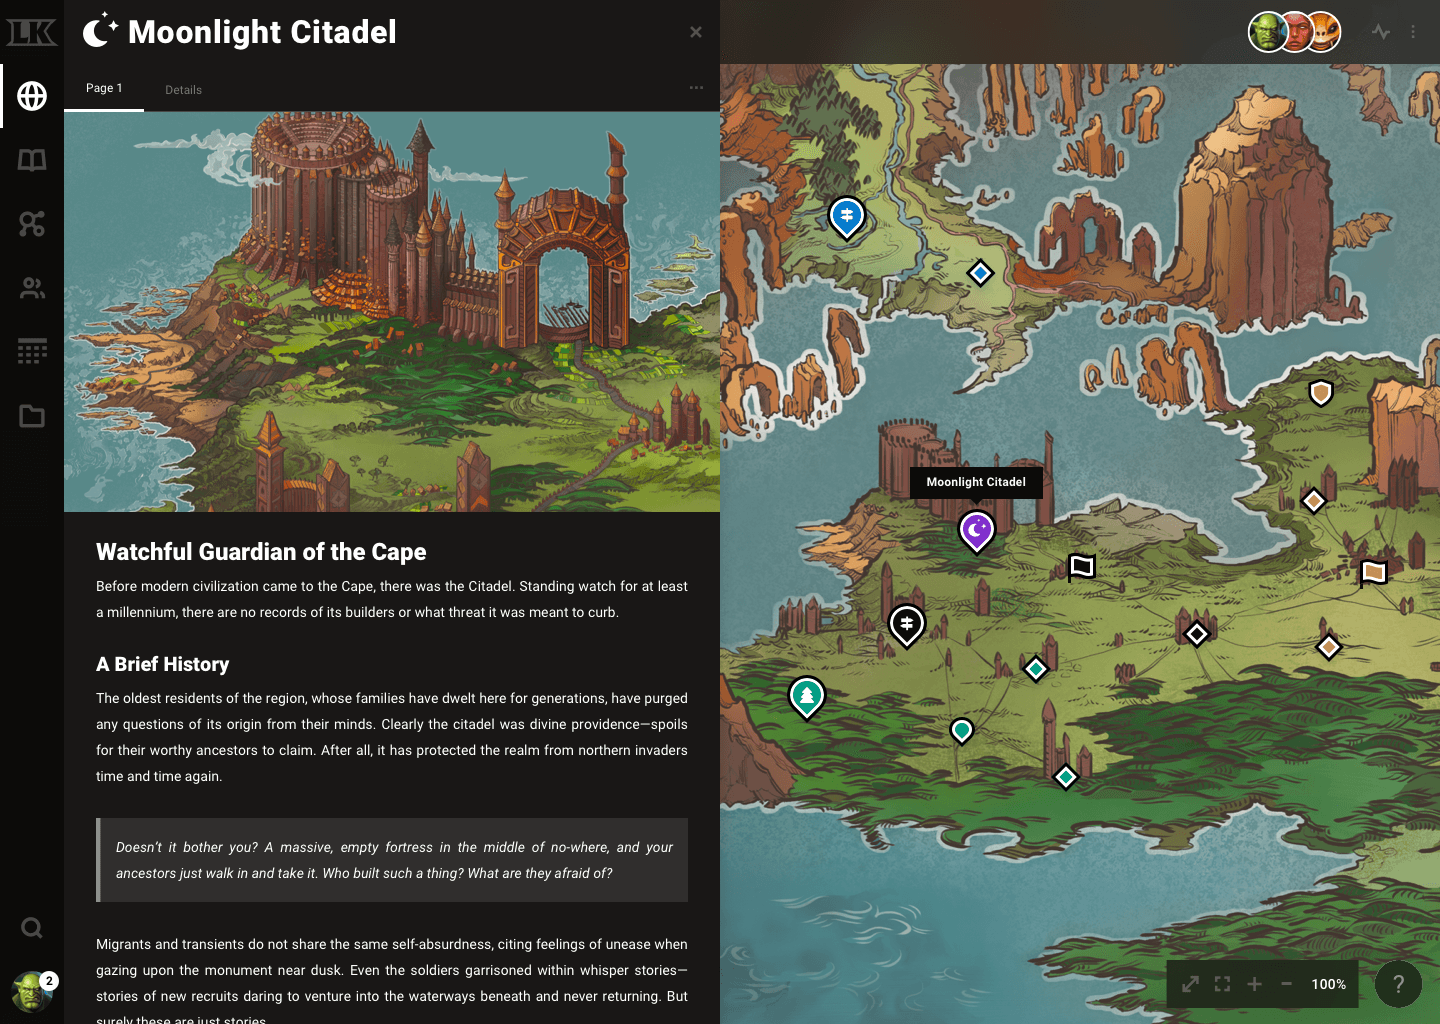 LK
Moonlight Citadel
Page 1
Details
Watchful Guardian of the Cape
Before modern civilization came to the Cape, there was the Citadel. Standing watch for at least
a millennium, there are no records of its builders or what threat it was meant to curb.
A Brief History
The oldest residents of the region, whose families have dwelt here for generations, have purged
any questions of its origin from their minds. Clearly the citadel was divine providence—spoils
for their worthy ancestors to claim. After all, it has protected the realm from northern invaders
time and time again.
Doesn't it bother you? A massive, empty fortress in the middle of no-where, and your
ancestors just walk in and take it. Who built such a thing? What are they afraid of?
Migrants and transients do not share the same self-absurdness, citing feelings of unease when
gazing upon the monument near dusk. Even the soldiers garrisoned within whisper stories—
stories of new recruits daring to venture into the waterways beneath and never returning. But
surely these are just stories.
2
Moonlight Citadel
100%
?